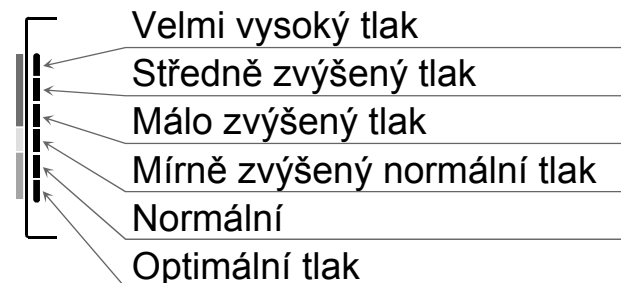 Velmi vysoký tlak
Středně zvýšený tlak
Málo zvýšený tlak
Mírně zvýšený normální tlak
Normální
Optimální tlak